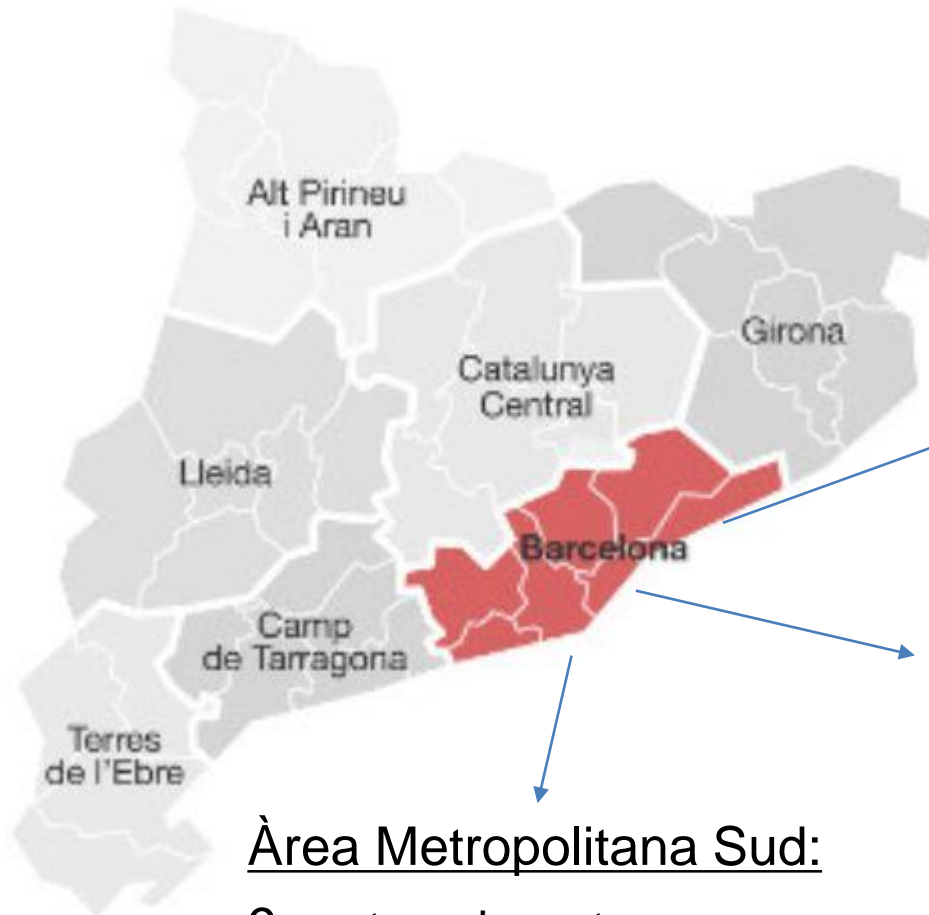 Alt Pirineu
i Aran
Girona
Catalunya
Central
Lleida
Barcelona
Camp
de Tarragona
Terres
de l'Ebre
Àrea Metropolitana Sud: